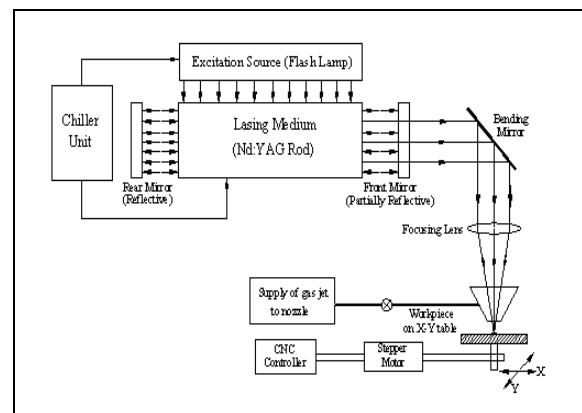 Excitation Source (Flash Lamp)
Chiller
Unit
Lasing Medium
(Nd:YAG Rod)
Bending
Mirror
Rear Mirror
(Reflective)
Front Mirror
(Partially Reflective)
Focusing Lens
Supply of gas jet
to nozzle
Workpiece
on X-Y table
CNC
Controller
Stepper
Motor
X
Y